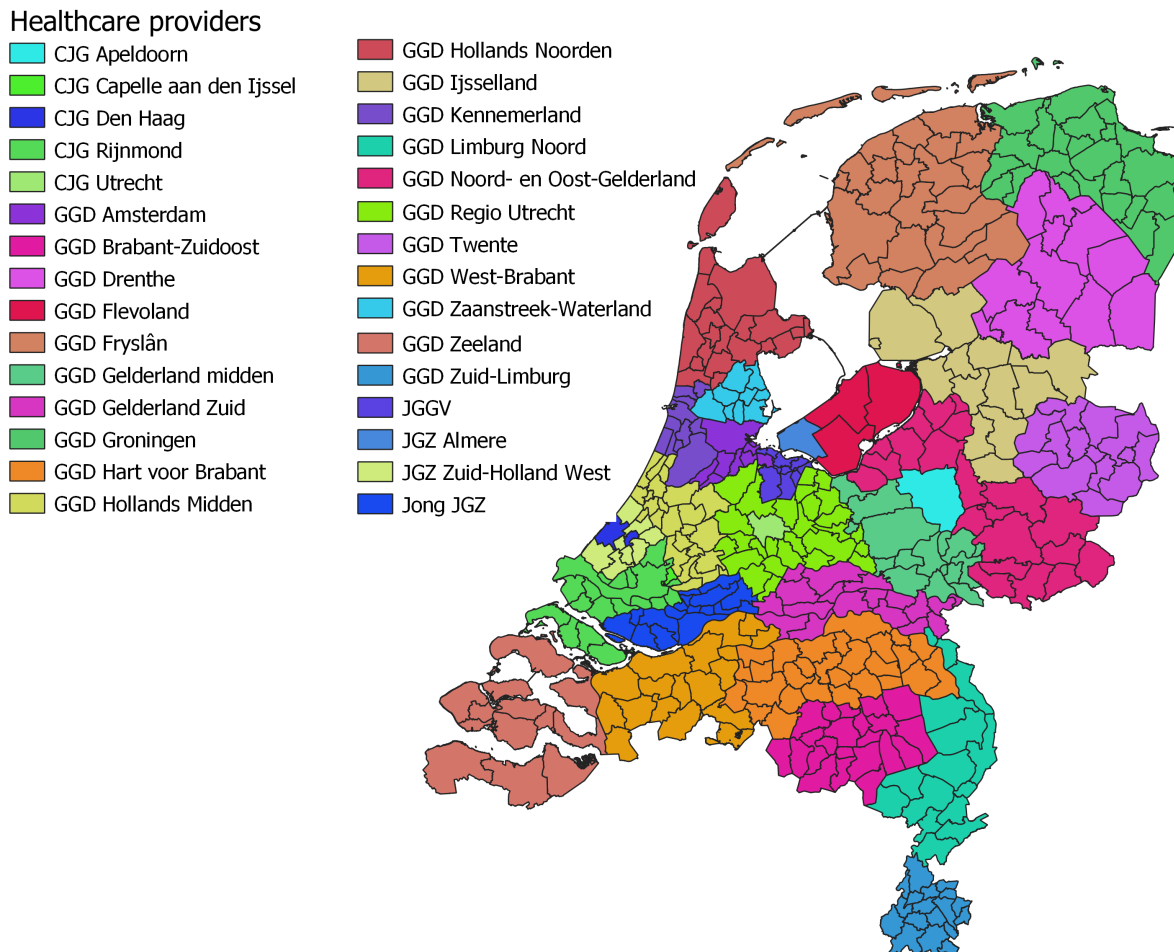 Healthcare providers
CJG Apeldoorn
CJG Capelle aan den Ijssel
CJG Den Haag
CJG Rijnmond
CJG Utrecht
GGD Amsterdam
GGD Brabant-Zuidoost
GGD Drenthe
GGD Flevoland
GGD Fryslân
GGD Gelderland midden
GGD Gelderland Zuid
GGD Groningen
GGD Hart voor Brabant
GGD Hollands Midden
GGD Hollands Noorden
GGD Ijsselland
GGD Kennemerland
GGD Limburg Noord
GGD Noord- en Oost-Gelderland
GGD Regio Utrecht
GGD Twente
GGD West-Brabant
GGD Zaanstreek-Waterland
GGD Zeeland
GGD Zuid-Limburg
JGGV
JGZ Almere
JGZ Zuid-Holland West
Jong JGZ